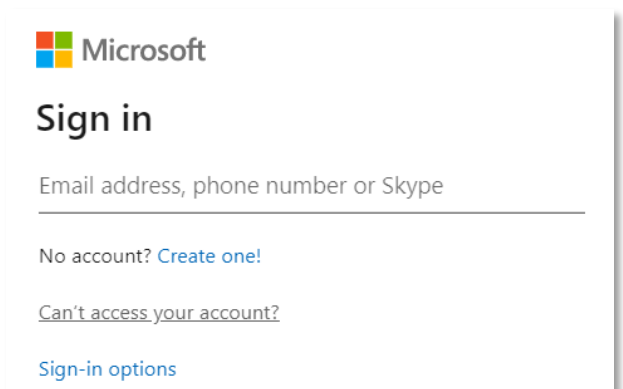 Microsoft
Sign in
Email address, phone number or Skype
No account? Create one!
Can't access your account?
Sign-in options